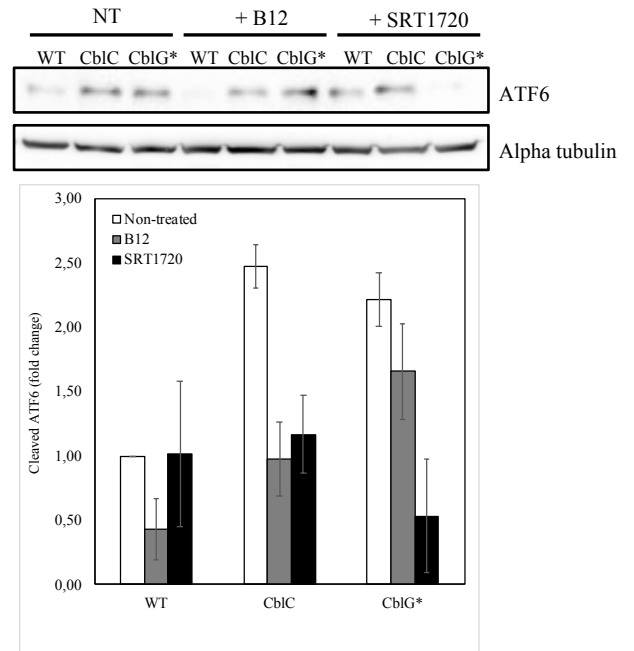 NT + B12 + SRT1720
WT CblC CblG* WT CblC CblG* WT CblC CblG*
ATF6
Alpha tubulin
3,00
2,50
2,00
1,50
1,00
0,50
0,00
Cleaved ATF6 (fold change)
Non-treated
B12
SRT1720
WT CblC CblG*